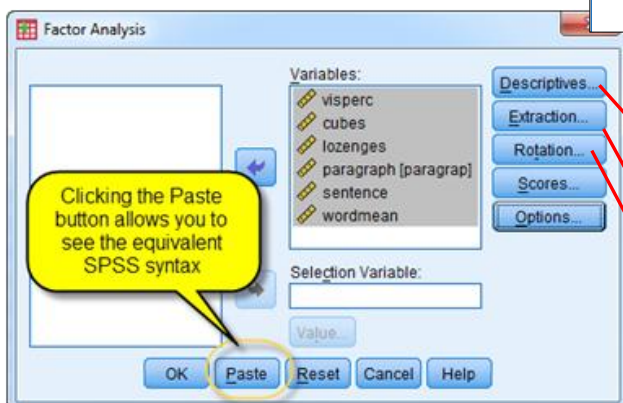 Factor Analysis
Variables:
visperc
cubes
lozenges
paragraph [paragrap]
sentence
wordmean
Descriptives...
Extraction...
Rotation...
Scores...
Options...
Clicking the Paste
button allows you to
see the equivalent
SPSS syntax
Selection Variable:
Value...
OK Paste Reset Cancel Help